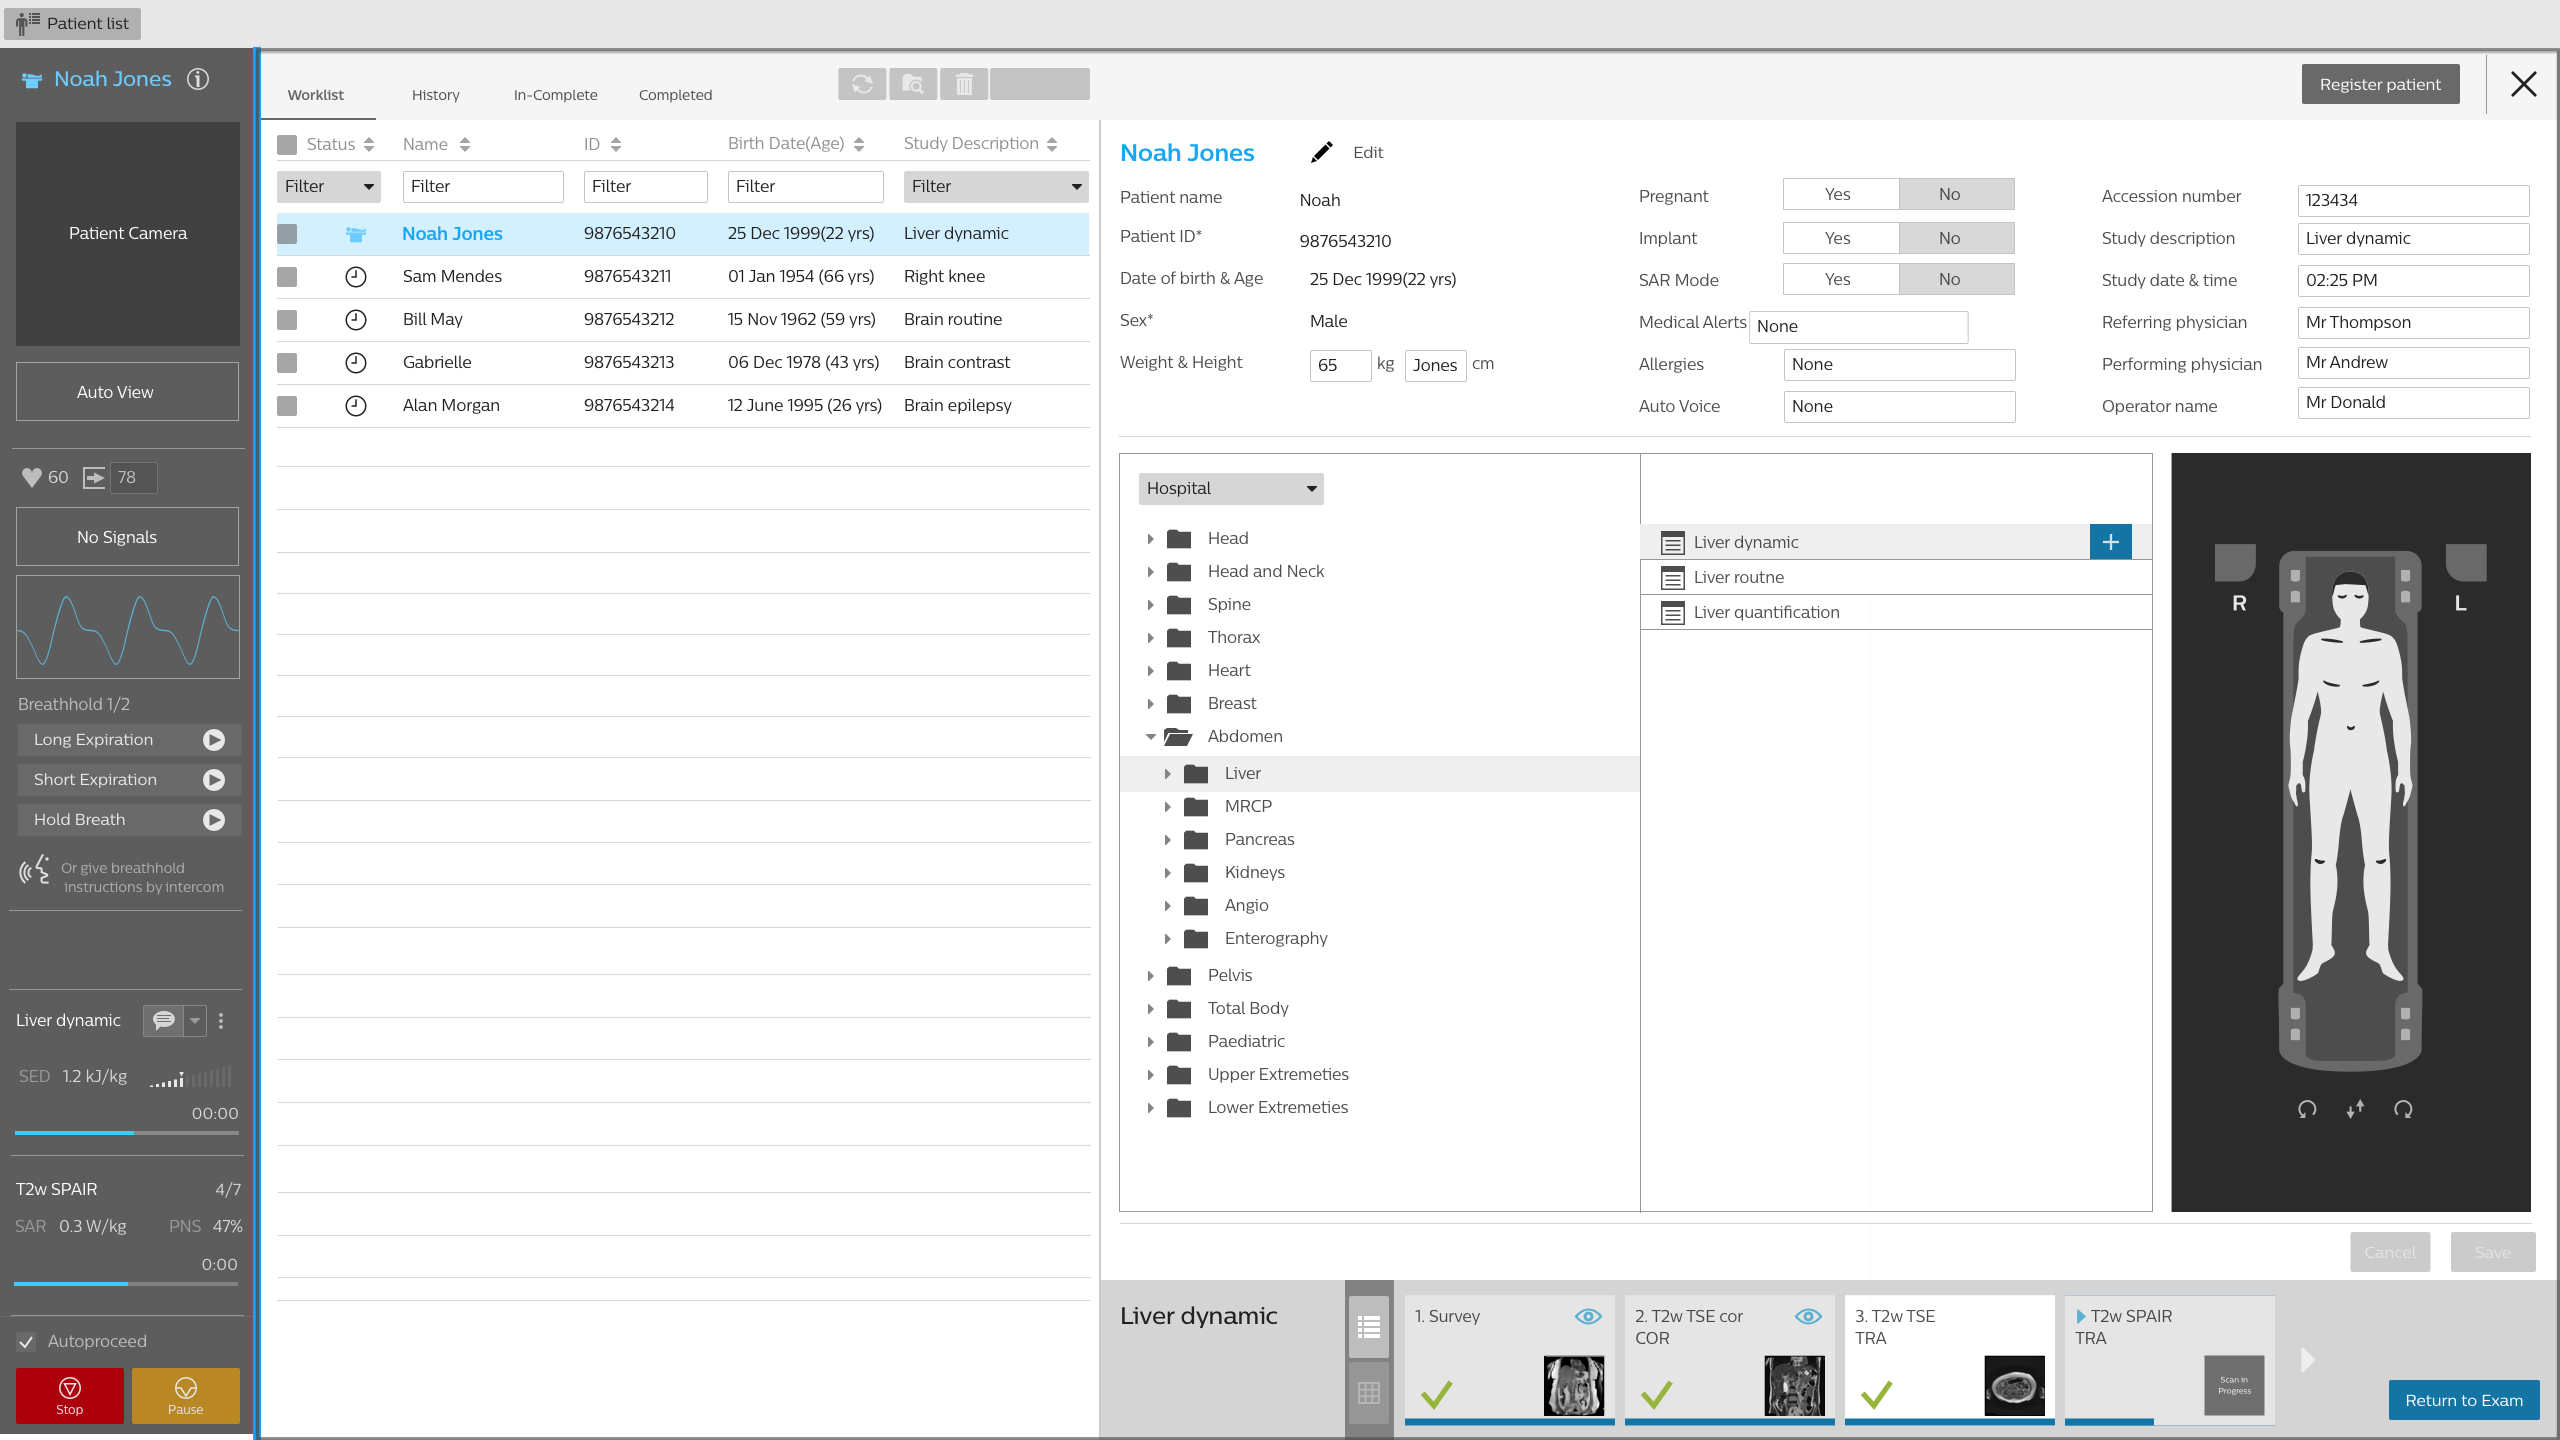 Patient list
Noah Jones
Patient Camera
Auto View
60 78
No Signals
Breathhold 1/2
Long Expiration
Short Expiration
Hold Breath
Or give breathhold
instructions by intercom
Liver dynamic
SED 1.2 kJ/kg
00:00
T2w SPAIR 4/7
SAR 0.3 W/kg PNS 47%
0:00
Autoproceed
Stop Pause
Worklist History In-Complete Completed
Register patient
Status Name ID Birth Date(Age) Study Description
Filter Filter Filter Filter Filter
Noah Jones 9876543210 25 Dec 1999(22 yrs) Liver dynamic
Sam Mendes 9876543211 01 Jan 1954 (66 yrs) Right knee
Bill May 9876543212 15 Nov 1962 (59 yrs) Brain routine
Gabrielle 9876543213 06 Dec 1978 (43 yrs) Brain contrast
Alan Morgan 9876543214 12 June 1995 (26 yrs) Brain epilepsy
Noah Jones Edit
Patient name Noah
Patient ID* 9876543210
Date of birth & Age 25 Dec 1999(22 yrs)
Sex* Male
Weight & Height 65 kg Jones cm
Pregnant Yes No
Implant Yes No
SAR Mode Yes No
Medical Alerts None
Allergies None
Auto Voice None
Accession number 123434
Study description Liver dynamic
Study date & time 02:25 PM
Referring physician Mr Thompson
Performing physician Mr Andrew
Operator name Mr Donald
Hospital
Head
Head and Neck
Spine
Thorax
Heart
Breast
Abdomen
Liver
MRCP
Pancreas
Kidneys
Angio
Enterography
Pelvis
Total Body
Paediatric
Upper Extremeties
Lower Extremeties
Liver dynamic
Liver routne
Liver quantification
R L
Cancel Save
Liver dynamic
1. Survey
2. T2w TSE cor
COR
3. T2w TSE
TRA
T2w SPAIR
TRA
Scan In
Progress
Return to Exam